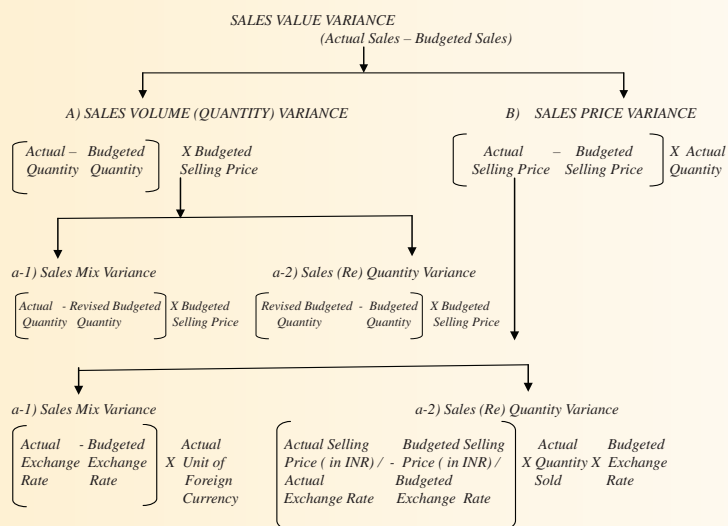 SALES VALUE VARIANCE
(Actual Sales – Budgeted Sales)
A) SALES VOLUME (QUANTITY) VARIANCE
B) SALES PRICE VARIANCE
Actual – Budgeted X Budgeted
Quantity Quantity Selling Price
Actual – Budgeted X Actual
Selling Price Selling Price Quantity
a-1) Sales Mix Variance
a-2) Sales (Re) Quantity Variance
Actual - Revised Budgeted X Budgeted
Quantity Quantity Selling Price
Revised Budgeted - Budgeted X Budgeted
Quantity Quantity Selling Price
a-1) Sales Mix Variance
a-2) Sales (Re) Quantity Variance
Actual - Budgeted Actual
Exchange Exchange X Unit of
Rate Rate Foreign
Currency
Actual Selling Budgeted Selling Actual Budgeted
Price ( in INR) / - Price ( in INR) / X Quantity X Exchange
Actual Budgeted Sold Rate
Exchange Rate Exchange Rate